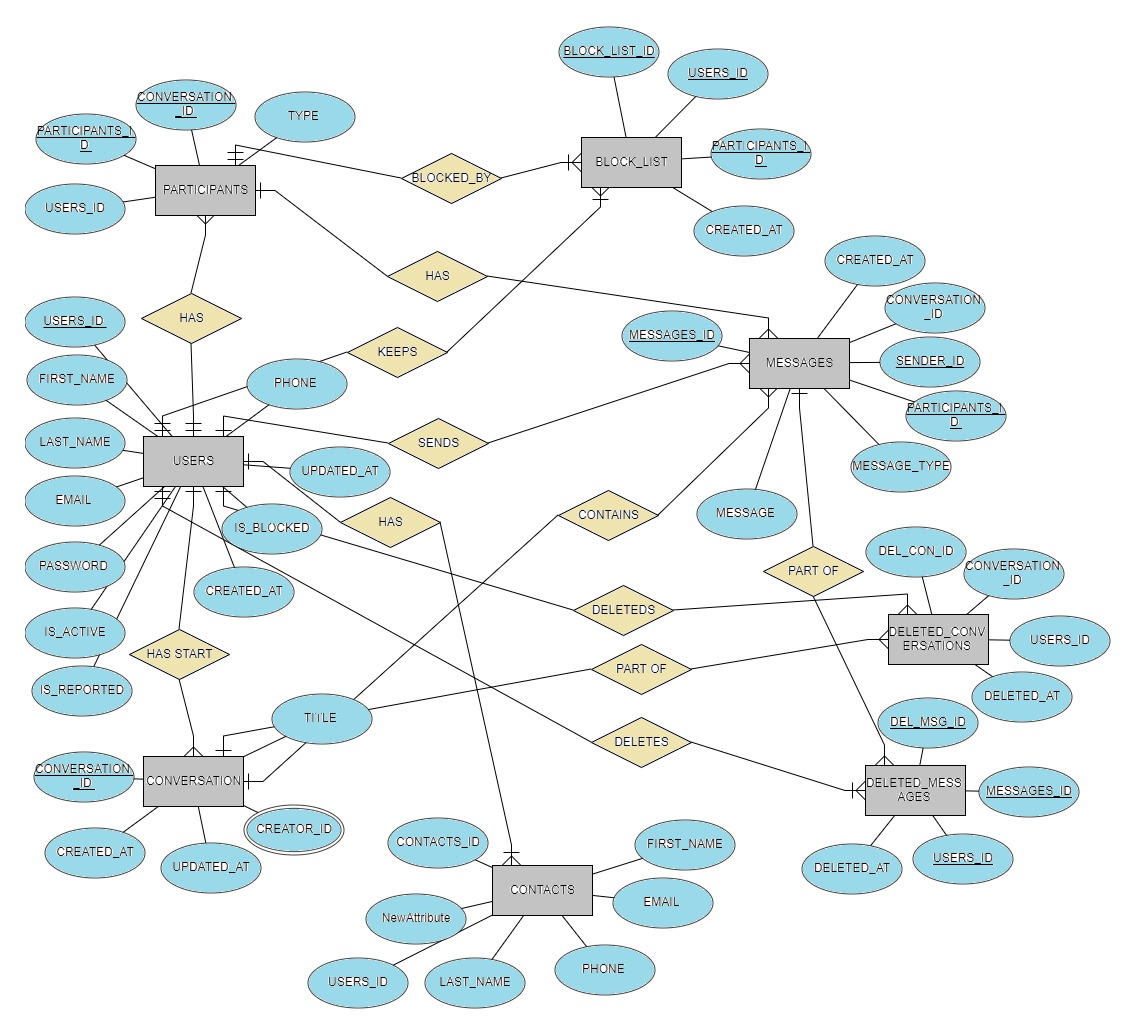 BLOCK_LIST_ID
USERS_ID
CONVERSATION
_ID
TYPE
PARTICIPANTS_I
D
PARTICIPANTS_I
D
BLOCK_LIST
BLOCKED_BY
PARTICIPANTS
USERS_ID
CREATED_AT
CREATED_AT
HAS
CONVERSATION
_ID
HAS
USERS_ID
MESSAGES_ID
KEEPS
MESSAGES
SENDER_ID
FIRST_NAME
PHONE
PARTICIPANTS_I
D
LAST_NAME
SENDS
USERS
UPDATED_AT
MESSAGE_TYPE
EMAIL
MESSAGE
CONTAINS
HAS
IS_BLOCKED
DEL_CON_ID
PASSWORD
PART OF
CONVERSATION
_ID
CREATED_AT
DELETEDS
IS_ACTIVE
DELETED_CONV
ERSATIONS
USERS_ID
HAS START
PART OF
IS_REPORTED
DELETED_AT
TITLE
DEL_MSG_ID
DELETES
CONVERSATION
_ID
CONVERSATION
DELETED_MESS
AGES
MESSAGES_ID
CREATOR_ID
CONTACTS_ID
FIRST_NAME
CREATED_AT
UPDATED_AT
DELETED_AT
USERS_ID
CONTACTS
EMAIL
NewAttribute
PHONE
USERS_ID
LAST_NAME